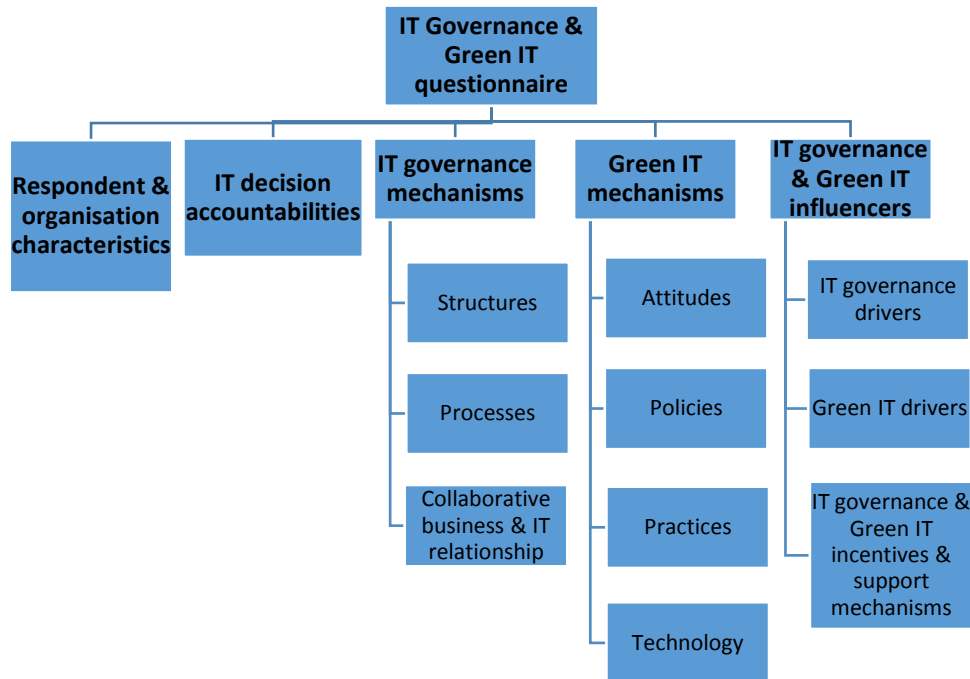 IT Governance &
Green IT
questionnaire
Respondent &
organisation
characteristics
IT decision
accountabilities
IT governance
mechanisms
Structures
Processes
Collaborative
business & IT
relationship
Green IT
mechanisms
Attitudes
Policies
Practices
Technology
IT governance
& Green IT
influencers
IT governance
drivers
Green IT drivers
IT governance &
Green IT
incentives &
support
mechanisms